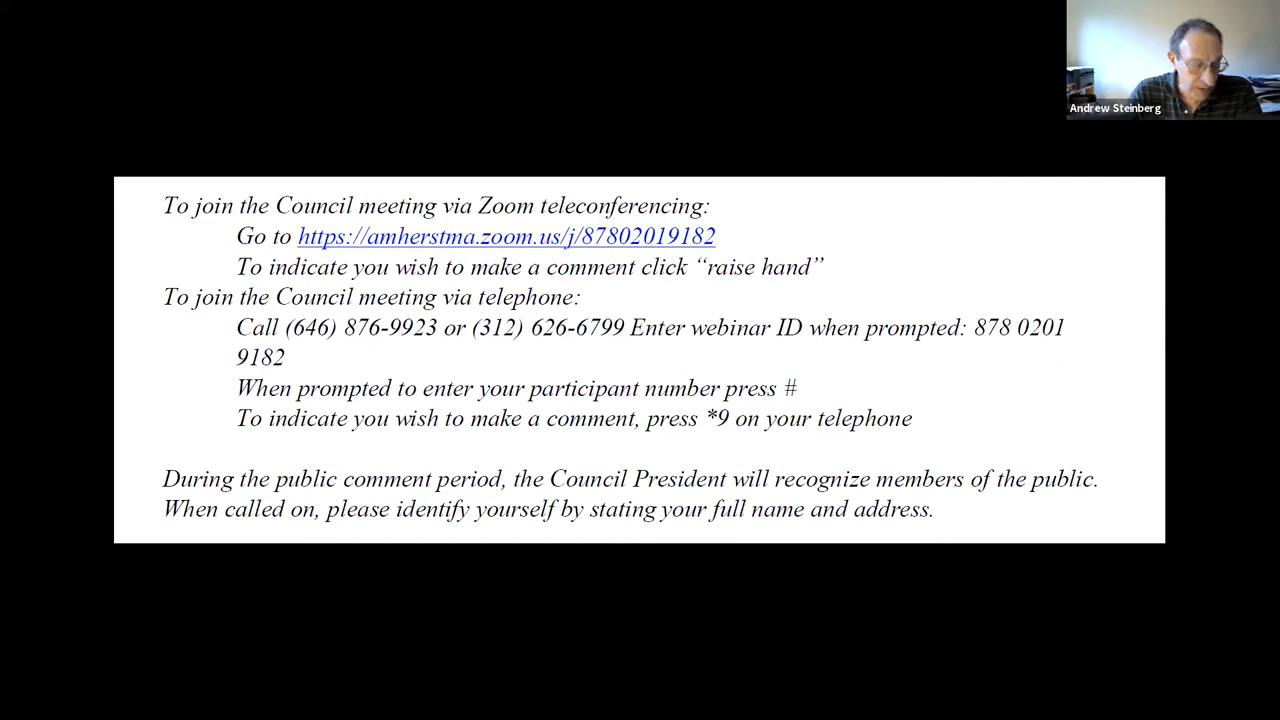 Andrew Steinberg
To join the Council meeting via Zoom teleconferencing:
Go to https://amherstma.zoom.us/j/87802019182
To indicate you wish to make a comment click “raise hand”
To join the Council meeting via telephone:
Call (646) 876-9923 or (312) 626-6799 Enter webinar ID when prompted: 878 0201
9182
When prompted to enter your participant number press #
To indicate you wish to make a comment, press *9 on your telephone
During the public comment period, the Council President will recognize members of the public.
When called on, please identify yourself by stating your full name and address.